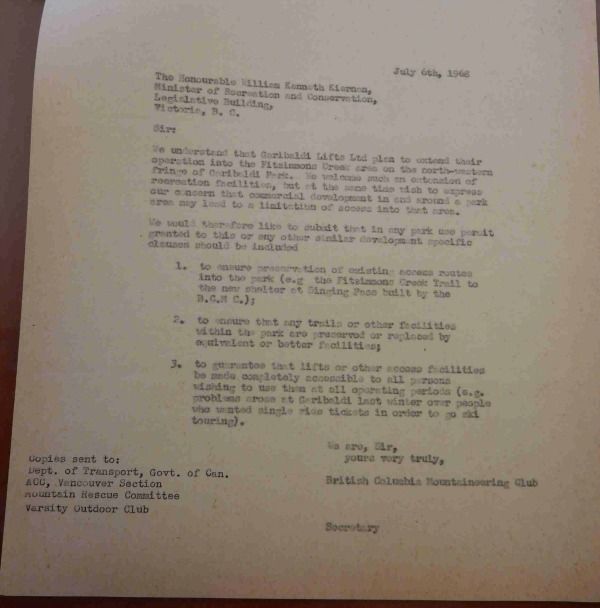 July 6th, 1968
The Honourable William Kenneth Kiernan,
Minister of Recreation and Conservation,
Legislative Building,
Victoria, B. C.
Sir:
We understand that Garibaldi Lifts Ltd plan to extend their
operation into the Fitzsimmons Creek area on the north-western
fringe of Garibaldi Park. We welcome such an extension of
recreation facilities, but at the same time wish to express
our concern that commercial development in and around a park
area may lead to a limitation of access into that area.
We would therefore like to submit that in any park use permit
granted to this or any other similar development specific
clauses should be included
1. to ensure preservation of existing access routes
into the park (e.g the Fitzsimmons Creek Trail to
the new shelter at Singing Pass built by the
B.C.M C.);
2. to ensure that any trails or other facilities
within the park are preserved or replaced by
equivalent or better facilities;
3. to guarantee that lifts or other access facilities
be made completely accessible to all persons
wishing to use them at all operating periods (e.g.
problems arose at Garibaldi last winter over people
who wanted single ride tickets in order to go ski
touring).
We are, Sir,
yours very truly,
British Columbia Mountaineering Club
Secretary
Copies sent to:
Dept. of Transport, Govt. of Can.
ACC, Vancouver Section
Mountain Rescue Committee
Varsity Outdoor Club